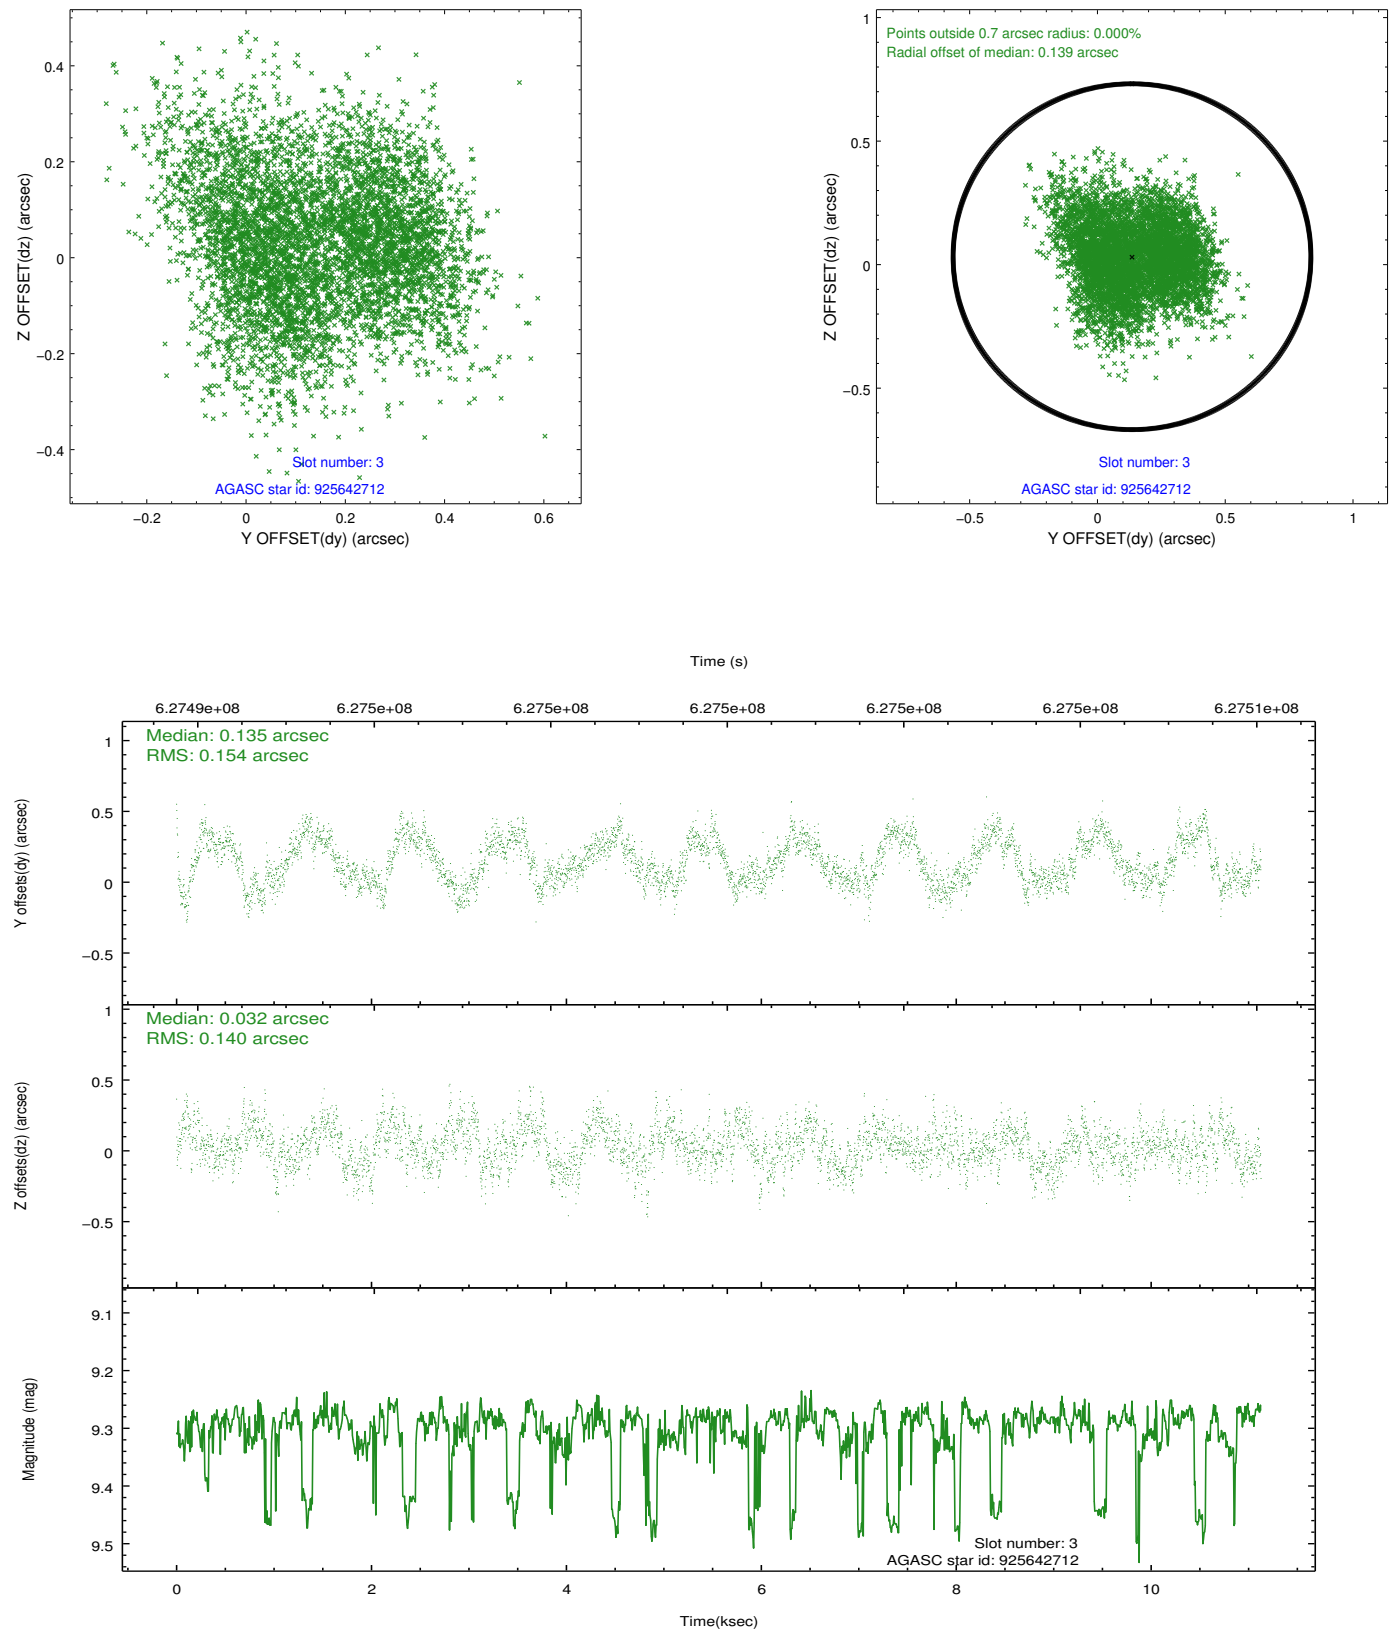 0.4
0.2
0
−0.2
−0.4
Z OFFSET(dz) (arcsec)
Slot number: 3
AGASC star id: 925642712
−0.2
0
0.2
0.4
0.6
Y OFFSET(dy) (arcsec)
Points outside 0.7 arcsec radius: 0.000%
Radial offset of median: 0.139 arcsec
1
0.5
0
−0.5
Z OFFSET(dz) (arcsec)
Slot number: 3
AGASC star id: 925642712
−0.5
0
0.5
1
Y OFFSET(dy) (arcsec)
Time (s)
6.2749e+08
6.275e+08
6.275e+08
6.275e+08
6.275e+08
6.275e+08
6.2751e+08
Median: 0.135 arcsec
RMS: 0.154 arcsec
1
0.5
0
−0.5
Y offsets(dy) (arcsec)
Median: 0.032 arcsec
RMS: 0.140 arcsec
1
0.5
0
−0.5
Z offsets(dz) (arcsec)
9.1
9.2
9.3
9.4
9.5
Magnitude (mag)
Slot number: 3
AGASC star id: 925642712
0
2
4
6
8
10
Time(ksec)